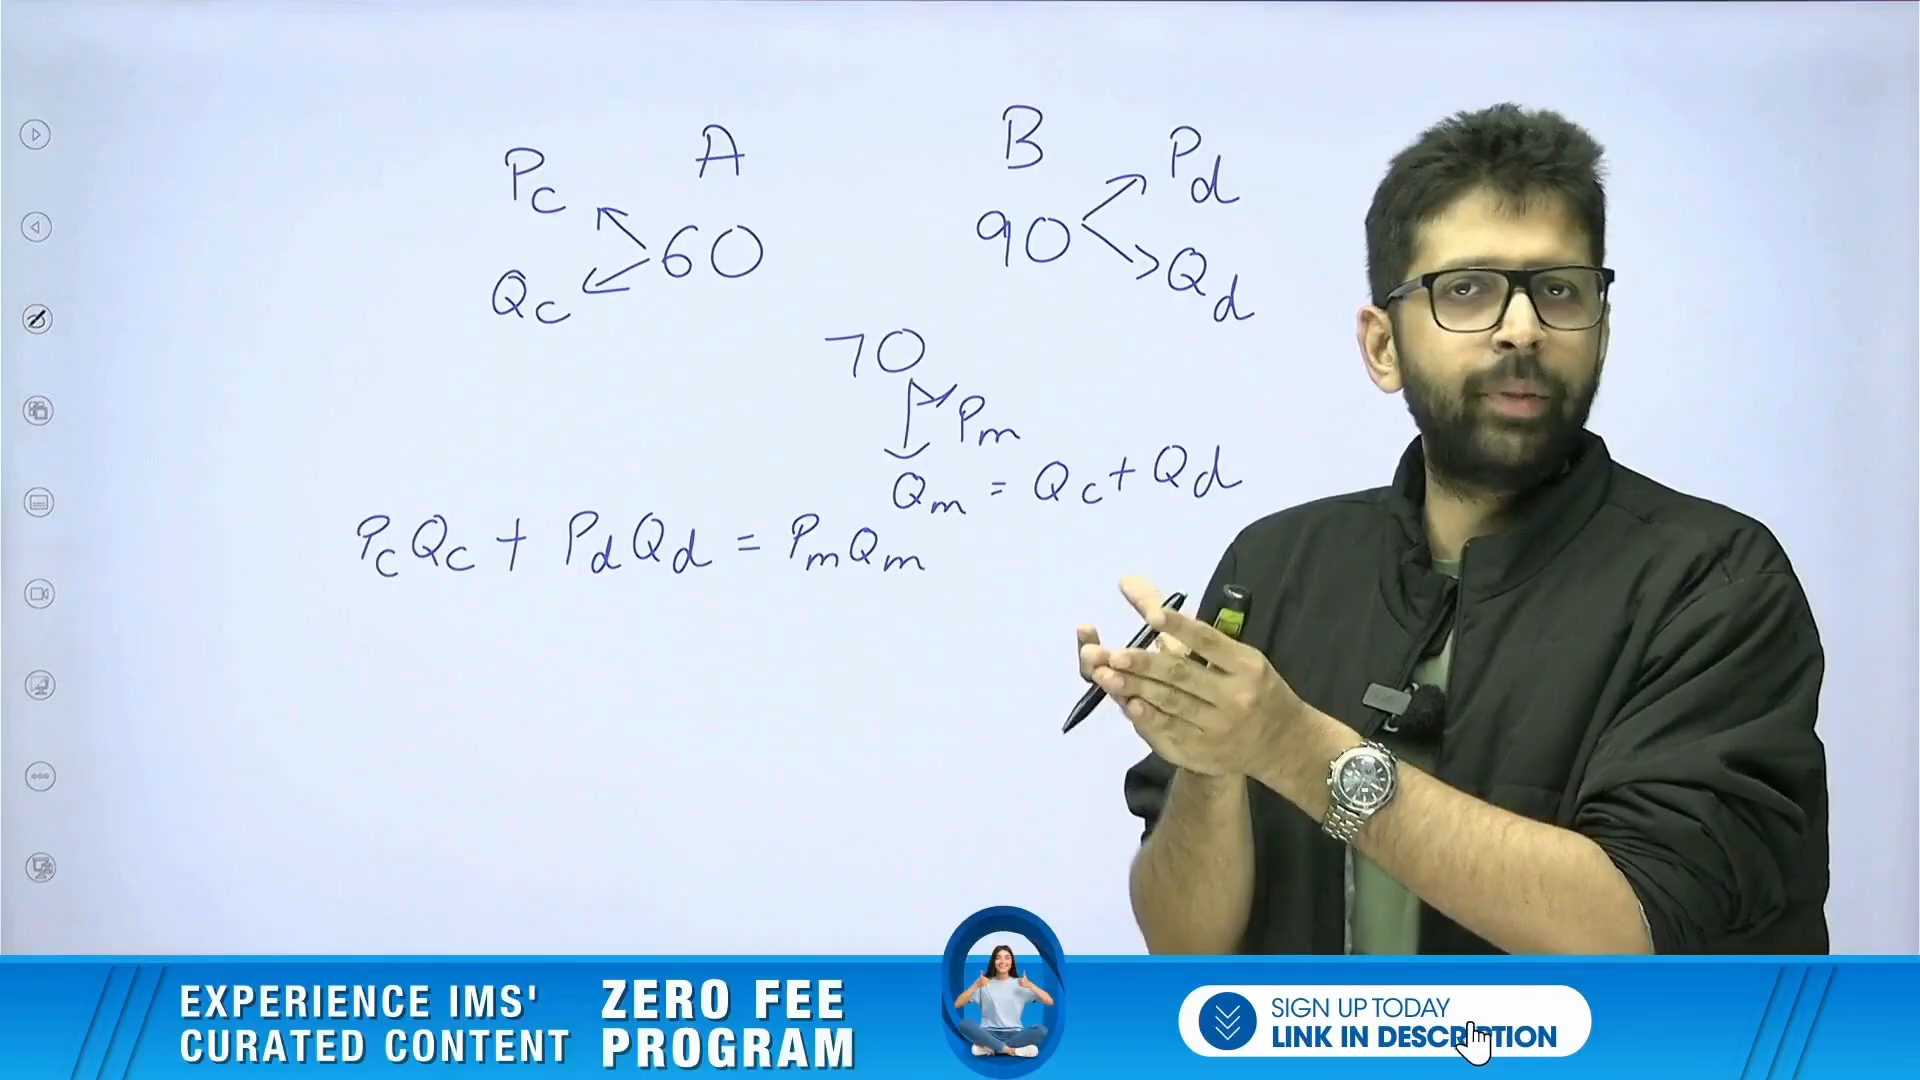 A
B
Pc
Pd
60
90
Qc
Qd
70
Pm
Qm = Qc + Qd
PcQc + PdQd = PmQm
EXPERIENCE IMS'
CURATED CONTENT
ZERO FEE
PROGRAM
SIGN UP TODAY
LINK IN DESCRIPTION